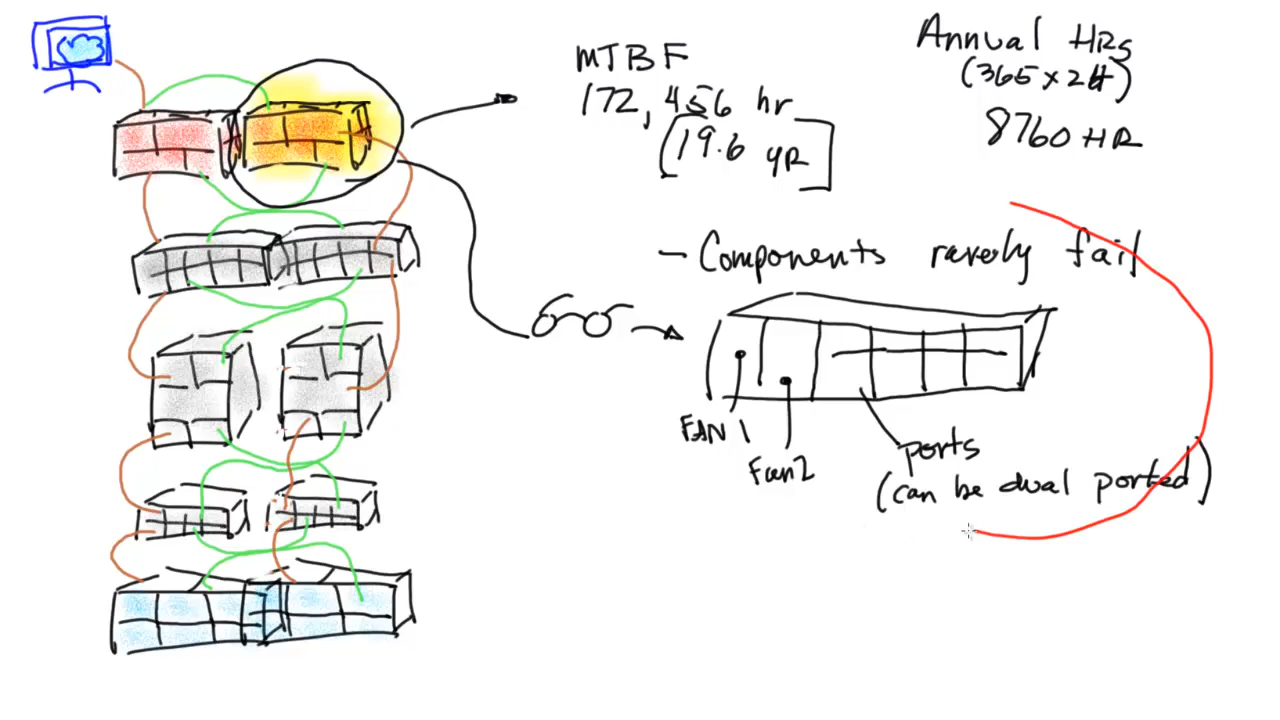 MTBF
172,456 hr
[19.6 YR]
Annual HRs
(365 x 24)
8760 HR
- Components rarely fail
FAN 1
Fan2
ports
(can be dual ported)